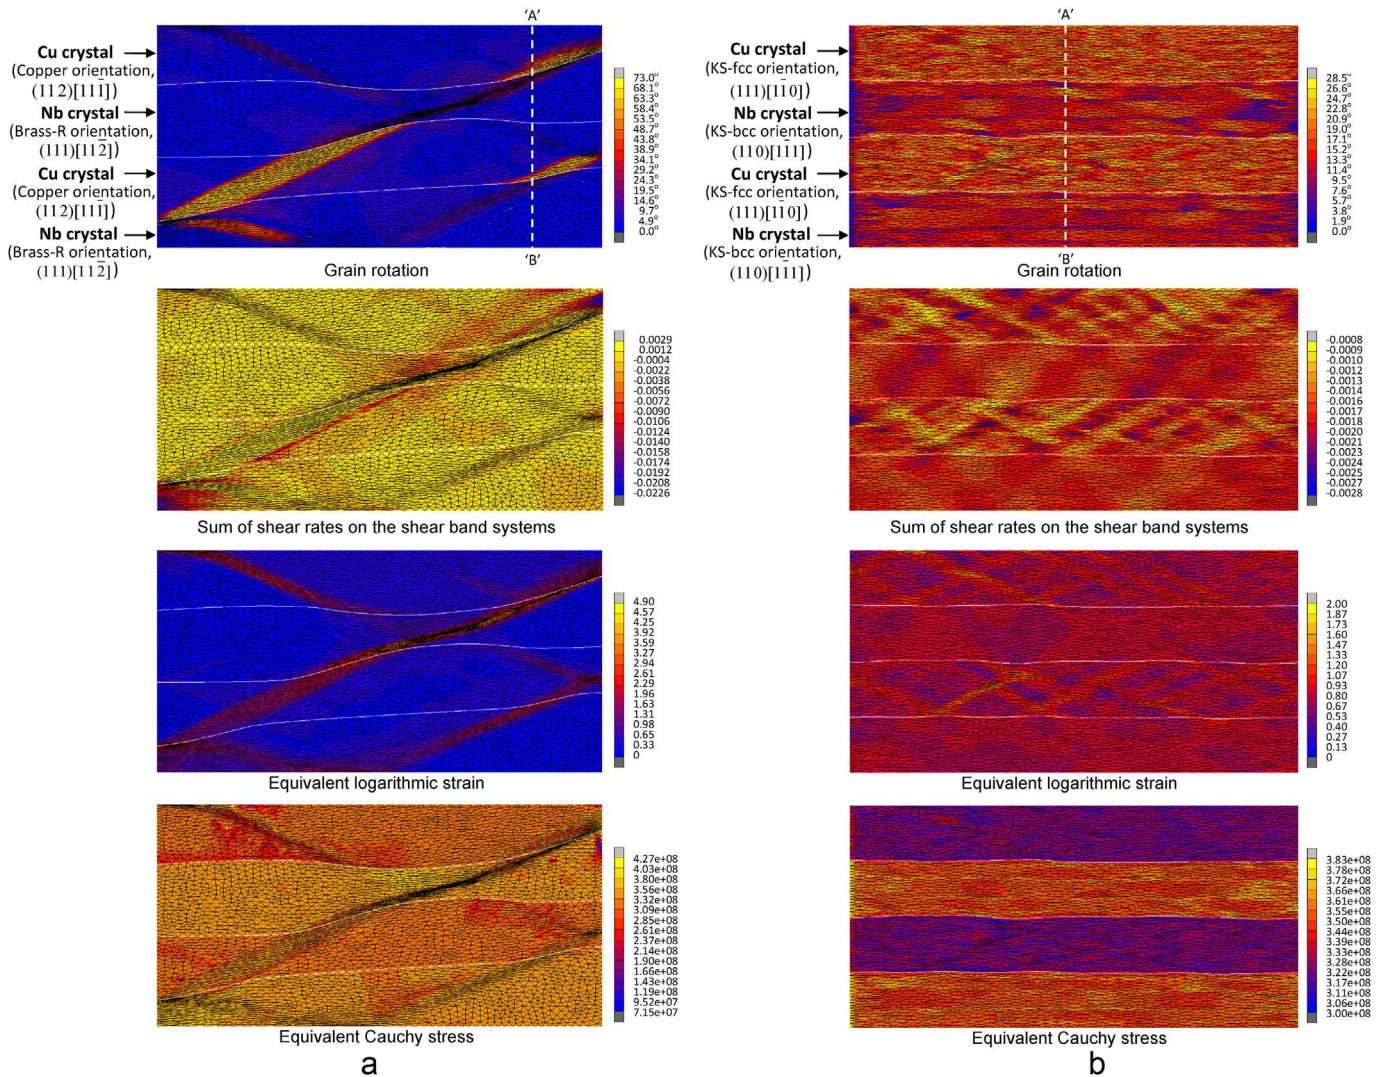 'A'
Cu crystal
(Copper orientation,
(112)[111̄])
Nb crystal
(Brass-R orientation,
(111)[112̄])
Cu crystal
(Copper orientation,
(112)[111̄])
Nb crystal
(Brass-R orientation,
(111)[112̄])
73.0°
68.1°
63.3°
58.4°
53.5°
48.7°
43.8°
38.9°
34.1°
29.2°
24.3°
19.5°
14.6°
9.7°
4.9°
0.0°
'B'
Grain rotation
0.0029
0.0012
-0.0004
-0.0022
-0.0038
-0.0056
-0.0072
-0.0090
-0.0106
-0.0124
-0.0140
-0.0158
-0.0174
-0.0192
-0.0208
-0.0226
Sum of shear rates on the shear band systems
4.90
4.57
4.25
3.92
3.59
3.27
2.94
2.61
2.29
1.96
1.63
1.31
0.98
0.65
0.33
0
Equivalent logarithmic strain
4.27e+08
4.03e+08
3.80e+08
3.56e+08
3.32e+08
3.09e+08
2.85e+08
2.61e+08
2.37e+08
2.14e+08
1.90e+08
1.66e+08
1.43e+08
1.19e+08
9.52e+07
7.15e+07
Equivalent Cauchy stress
a
'A'
Cu crystal
(KS-fcc orientation,
(111)[11̄0])
Nb crystal
(KS-bcc orientation,
(110)[1̄11])
Cu crystal
(KS-fcc orientation,
(111)[11̄0])
Nb crystal
(KS-bcc orientation,
(110)[1̄11])
28.5°
26.6°
24.7°
22.8°
20.9°
19.0°
17.1°
15.2°
13.3°
11.4°
9.5°
7.6°
5.7°
3.8°
1.9°
0.0°
'B'
Grain rotation
-0.0008
-0.0009
-0.0010
-0.0012
-0.0013
-0.0014
-0.0016
-0.0017
-0.0018
-0.0020
-0.0021
-0.0023
-0.0024
-0.0025
-0.0027
-0.0028
Sum of shear rates on the shear band systems
2.00
1.87
1.73
1.60
1.47
1.33
1.20
1.07
0.93
0.80
0.67
0.53
0.40
0.27
0.13
0
Equivalent logarithmic strain
3.83e+08
3.78e+08
3.72e+08
3.66e+08
3.61e+08
3.55e+08
3.50e+08
3.44e+08
3.39e+08
3.33e+08
3.28e+08
3.22e+08
3.17e+08
3.11e+08
3.06e+08
3.00e+08
Equivalent Cauchy stress
b